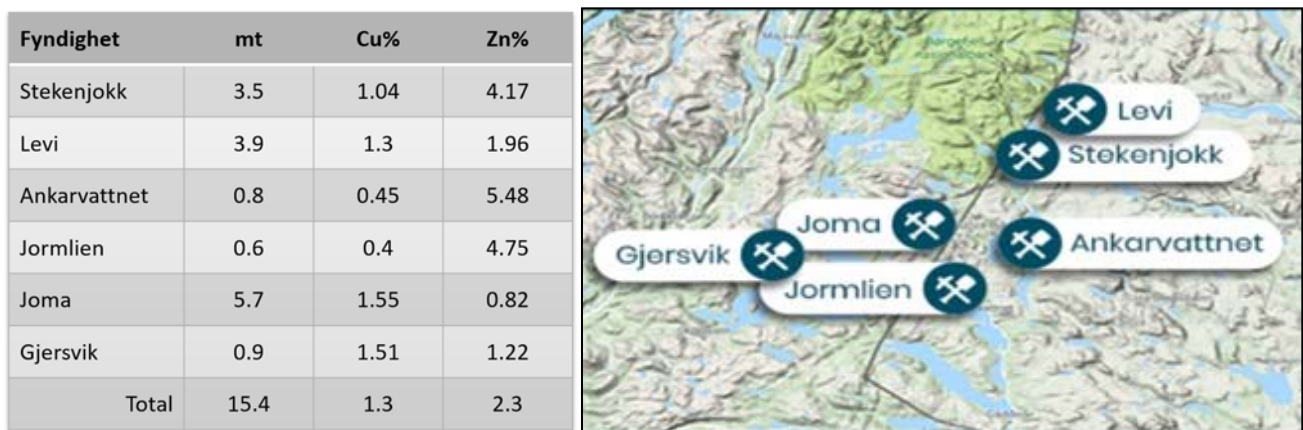 Fyndighet mt Cu% Zn%
Stekenjokk 3.5 1.04 4.17
Levi 3.9 1.3 1.96
Ankarvattnet 0.8 0.45 5.48
Jormlien 0.6 0.4 4.75
Joma 5.7 1.55 0.82
Gjersvik 0.9 1.51 1.22
Total 15.4 1.3 2.3
Levi
Stekenjokk
Joma
Ankarvattnet
Gjersvik
Jormlien